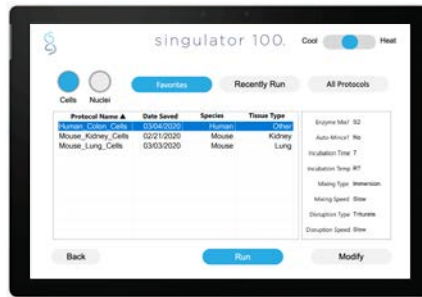 singulator 100.
Cool Heat
Cells Nuclei
Favorites Recently Run All Protocols
Protocol Name ▲ Date Saved Species Tissue Type
Human_Colon_Cells 03/04/2020 Human Other
Mouse_Kidney_Cells 02/21/2020 Mouse Kidney
Mouse_Lung_Cells 03/03/2020 Mouse Lung
Enzyme Mix? S2
Auto-Mince? No
Incubation Time 7
Incubation Temp RT
Mixing Type Immersion
Mixing Speed Slow
Disruption Type Triturate
Disruption Speed Slow
Back Run Modify